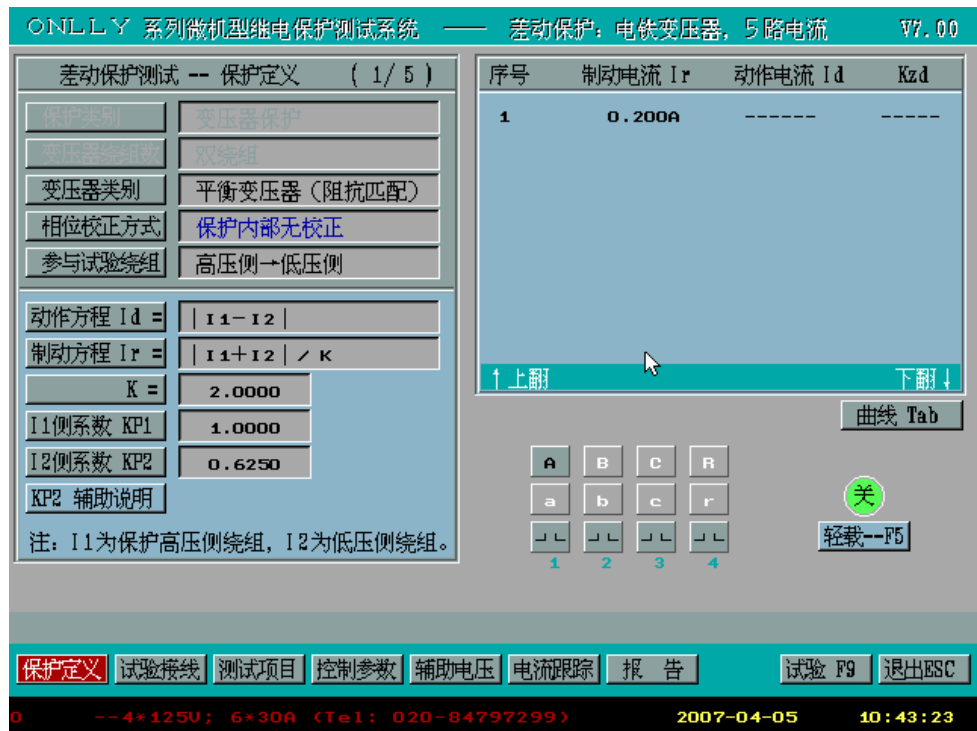 ONLLY 系列微机型继电保护测试系统 —— 差动保护: 电铁变压器, 5路电流 V7.00
差动保护测试 -- 保护定义 ( 1/ 5 )
保护类别 变压器保护
变压器绕组数 双绕组
变压器类别 平衡变压器 (阻抗匹配)
相位校正方式 保护内部无校正
参与试验绕组 高压侧→低压侧
动作方程 Id = |I1-I2|
制动方程 Ir = |I1+I2| / K
K = 2.0000
I1侧系数 KP1 1.0000
I2侧系数 KP2 0.6250
KP2 辅助说明
注: I1为保护高压侧绕组, I2为低压侧绕组。
序号 制动电流 Ir 动作电流 Id Kzd
1 0.200A ------ -----
↑上翻 下翻↓
曲线 Tab
A B C R
a b c r
1 2 3 4
关
轻载--F5
保护定义 试验接线 测试项目 控制参数 辅助电压 电流跟踪 报 告 试验 F9 退出ESC
0 --4*125V; 6*30A (Tel: 020-84797299) 2007-04-05 10:43:23